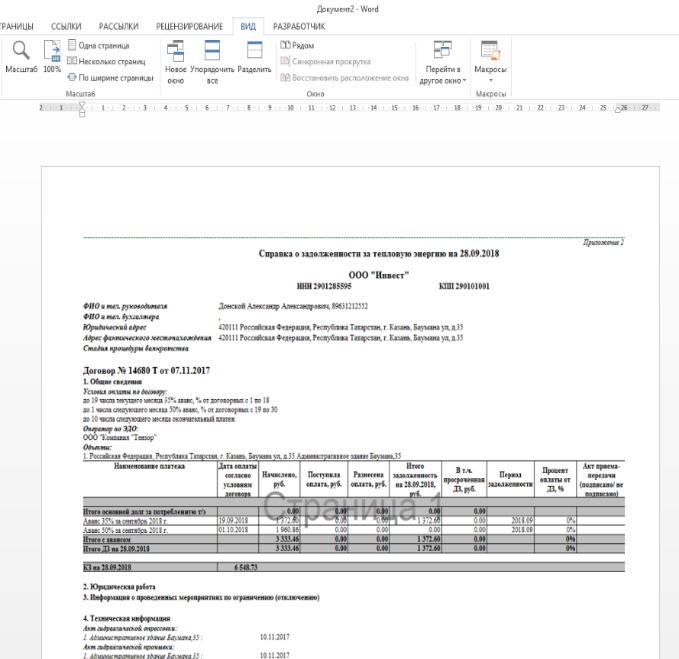 Документ2 - Word
РАНИЦЫ ССЫЛКИ РАССЫЛКИ РЕЦЕНЗИРОВАНИЕ ВИД РАЗРАБОТЧИК
Масштаб 100%
Одна страница
Несколько страниц
По ширине страницы
Масштаб
Новое окно
Упорядочить все
Разделить
Рядом
Синхронная прокрутка
Восстановить расположение окна
Окно
Перейти в другое окно
Макросы
Макросы
2 1 1 2 3 4 5 6 7 8 9 10 11 12 13 14 15 16 17 18 19 20 21 22 23 24 25 26 27
Приложение 2
Справка о задолженности за тепловую энергию на 28.09.2018
ООО "Инвест"
ИНН 2901285595 КПП 290101001
ФИО и тел. руководителя Донской Александр Александрович, 89631212552
ФИО и тел. бухгалтера ,
Юридический адрес 420111 Российская Федерация, Республика Татарстан, г. Казань, Баумана ул, д.35
Адрес фактического местонахождения 420111 Российская Федерация, Республика Татарстан, г. Казань, Баумана ул, д.35
Стадия процедуры банкротства
Договор № 14680 Т от 07.11.2017
1. Общие сведения
Условия оплаты по договору:
до 19 числа текущего месяца 35% аванс, % от договорных с 1 по 18
до 1 числа следующего месяца 50% аванс, % от договорных с 19 по 30
до 10 числа следующего месяца окончательный платеж
Оператор по ЭДО:
ООО "Компания "Тензор"
Объекты:
1. Российская Федерация, Республика Татарстан, г. Казань, Баумана ул, д.35 Административное здание Баумана,35
Наименование платежа Дата оплаты согласно условиям договора Начислено, руб. Поступила оплата, руб. Разнесена оплата, руб. Итого задолженность на 28.09.2018, руб. В т.ч. просроченная ДЗ, руб. Период задолженности Процент оплаты от ДЗ, % Акт приема-передачи (подписано/ не подписано)
Страница 1
Итого основной долг за потребленную т/э 0.00 0.00 0.00 0.00 0.00
Аванс 35% за сентябрь 2018 г. 19.09.2018 1 372.60 0.00 0.00 1 372.60 0.00 2018.09 0%
Аванс 50% за сентябрь 2018 г. 01.10.2018 1 960.86 0.00 0.00 0.00 0.00 2018.09 0%
Итого с авансом 3 333.46 0.00 0.00 1 372.60 0.00 0%
Итого ДЗ на 28.09.2018 3 333.46 0.00 0.00 1 372.60 0.00 0%
КЗ на 28.09.2018 6 548.73
2. Юридическая работа
3. Информация о проведенных мероприятиях по ограничению (отключению)
4. Техническая информация
Акт гидравлической опрессовки:
1. Административное здание Баумана,35 : 10.11.2017
Акт гидравлической промывки:
1. Административное здание Баумана,35 : 10.11.2017